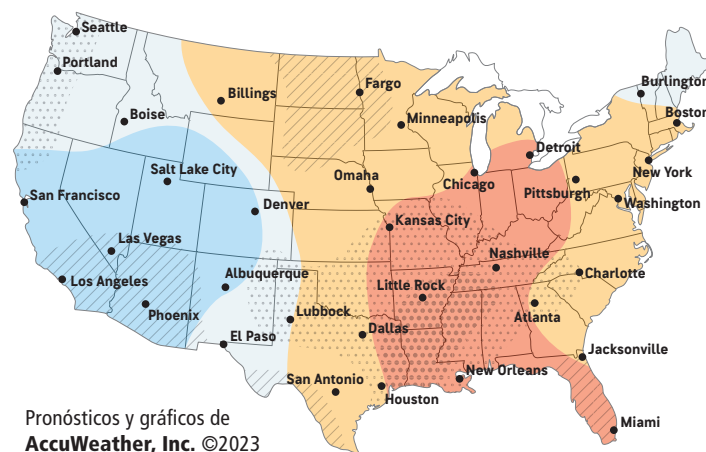 Seattle
Portland
Burlington
Billings
Fargo
Boise
Boston
Minneapolis
Detroit
Salt Lake City
Omaha
Chicago
New York
Pittsburgh
San Francisco
Denver
Washington
Kansas City
Las Vegas
Nashville
Albuquerque
Charlotte
Los Angeles
Little Rock
Phoenix
Lubbock
Atlanta
El Paso
Dallas
Jacksonville
New Orleans
San Antonio
Houston
Miami
Pronósticos y gráficos de
AccuWeather, Inc. ©2023